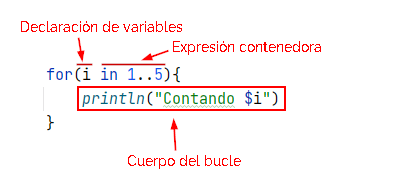 Declaración de variables
Expresión contenedora
for(i in 1..5){
println("Contando $i")
}
Cuerpo del bucle